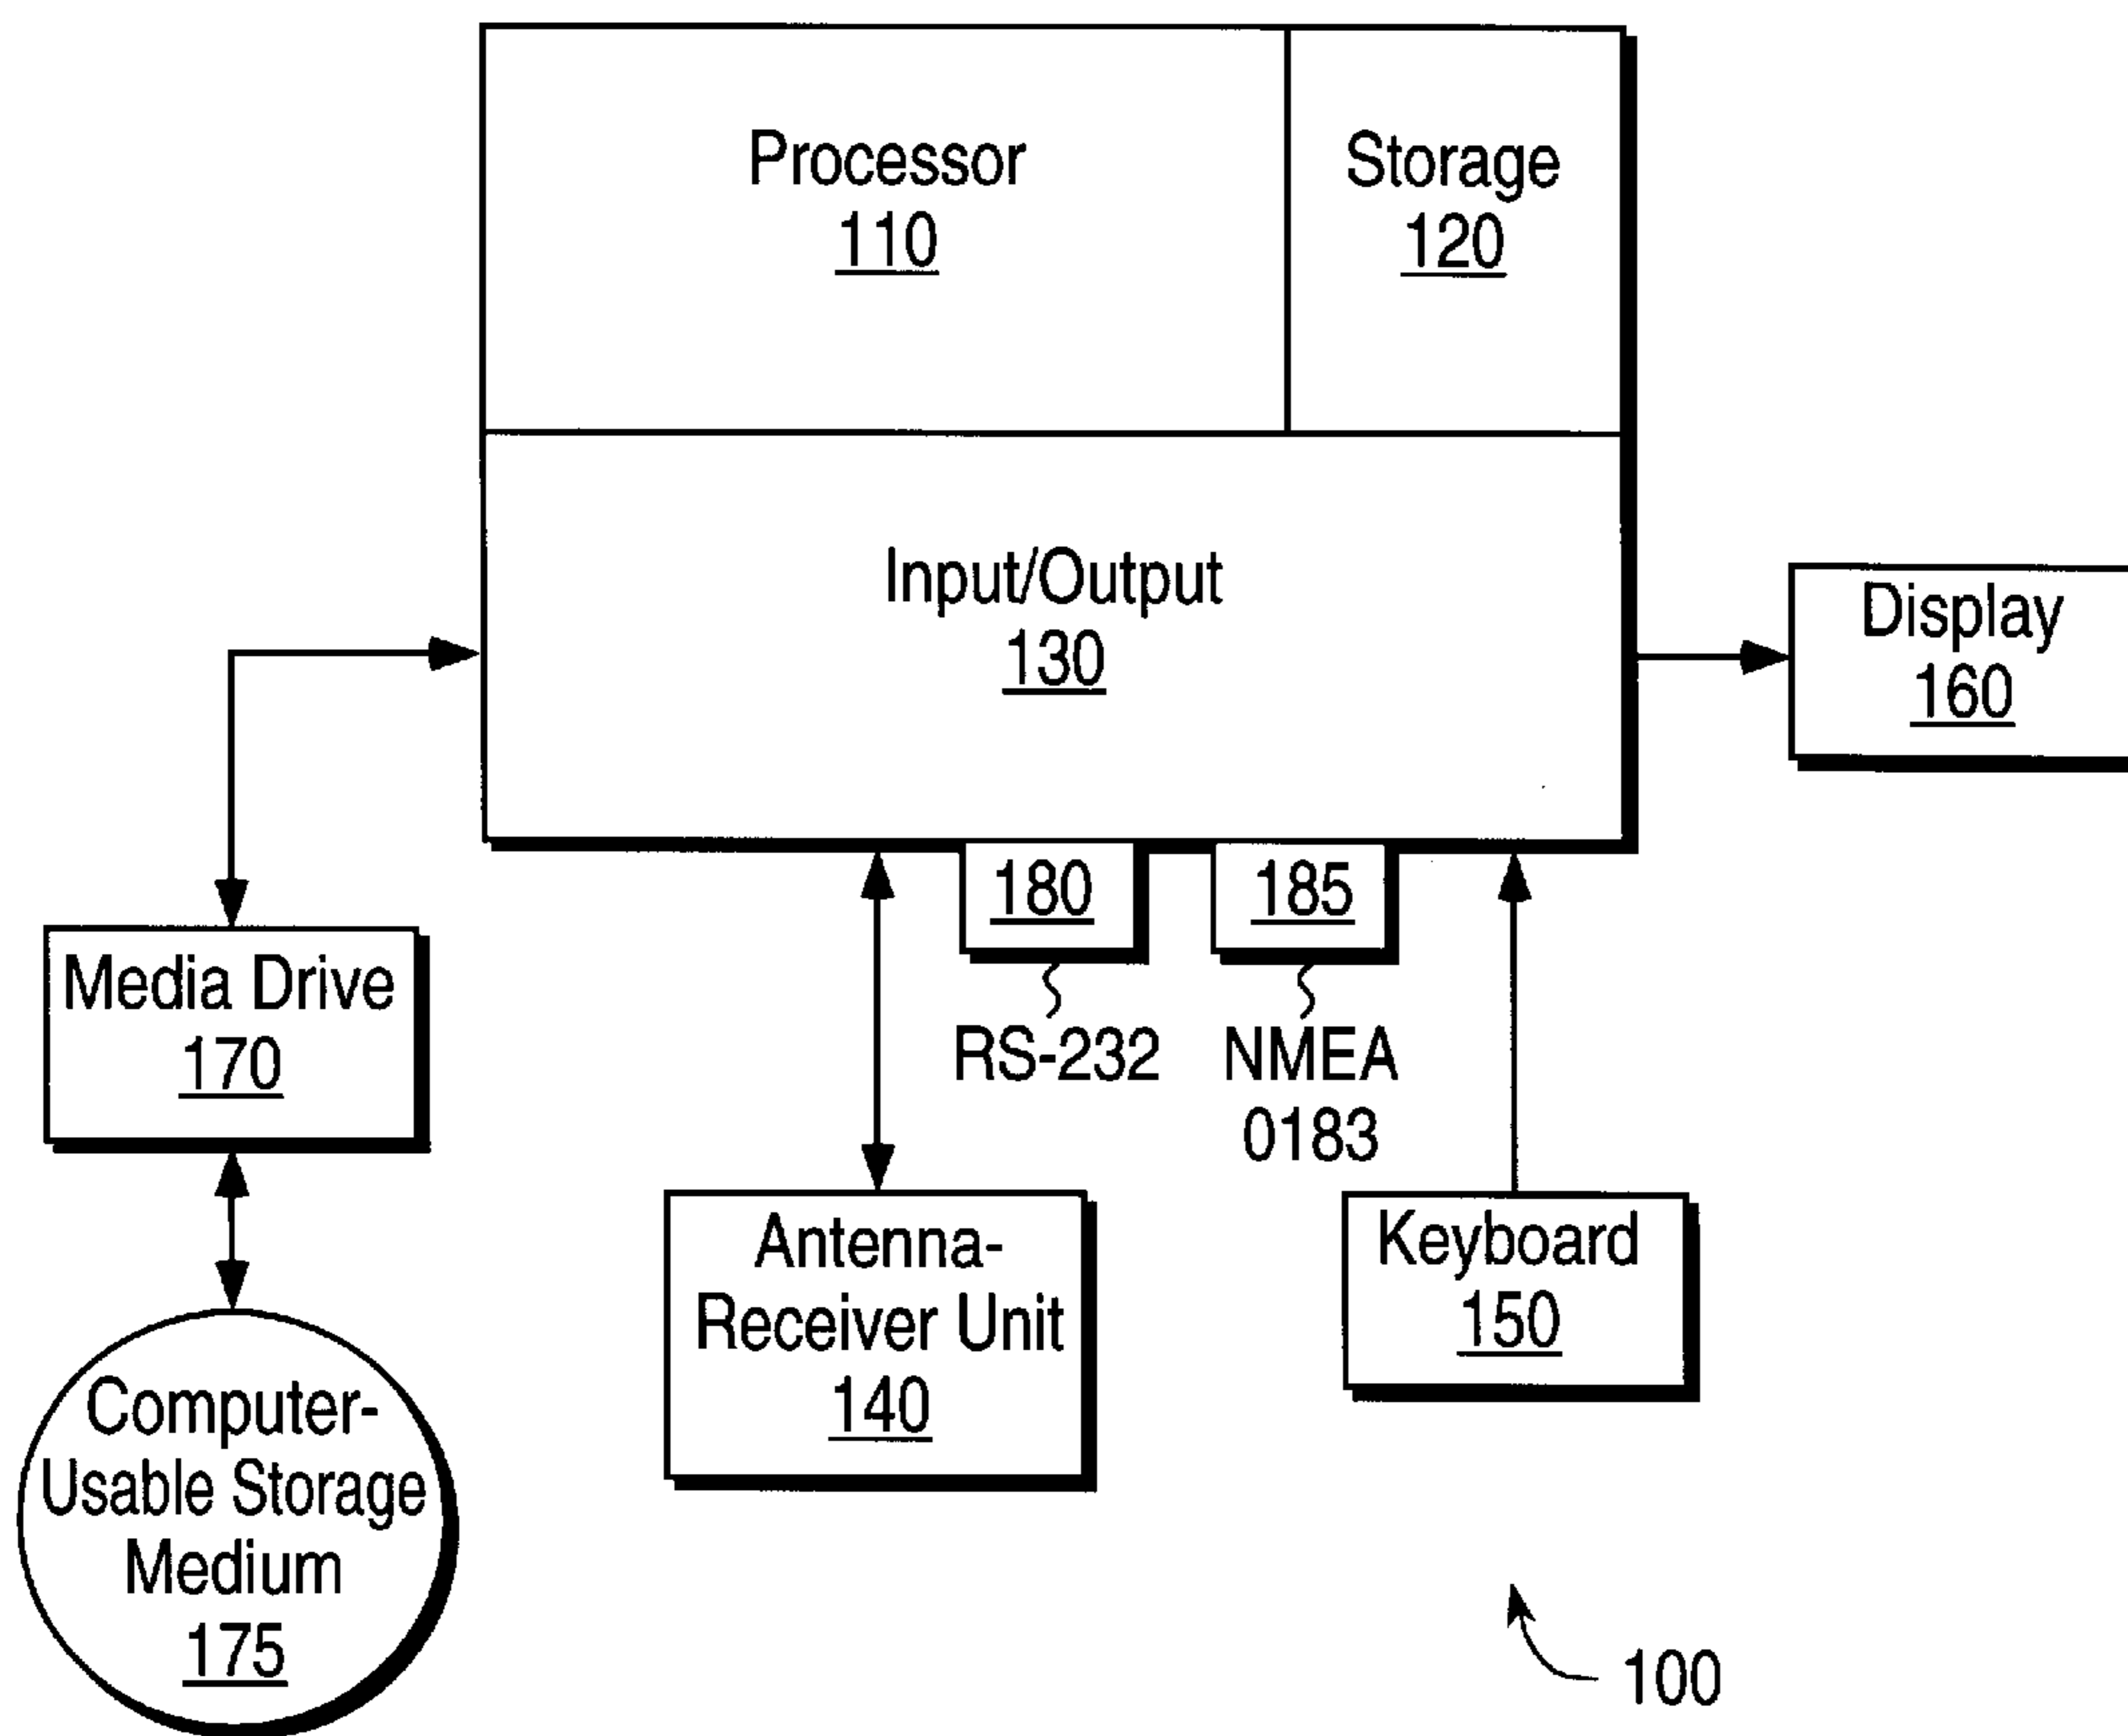 Processor
110
Storage
120
Input/Output
130
Display
160
180
185
RS-232
NMEA
0183
Media Drive
170
Antenna-
Receiver Unit
140
Keyboard
150
Computer-
Usable Storage
Medium
175
100